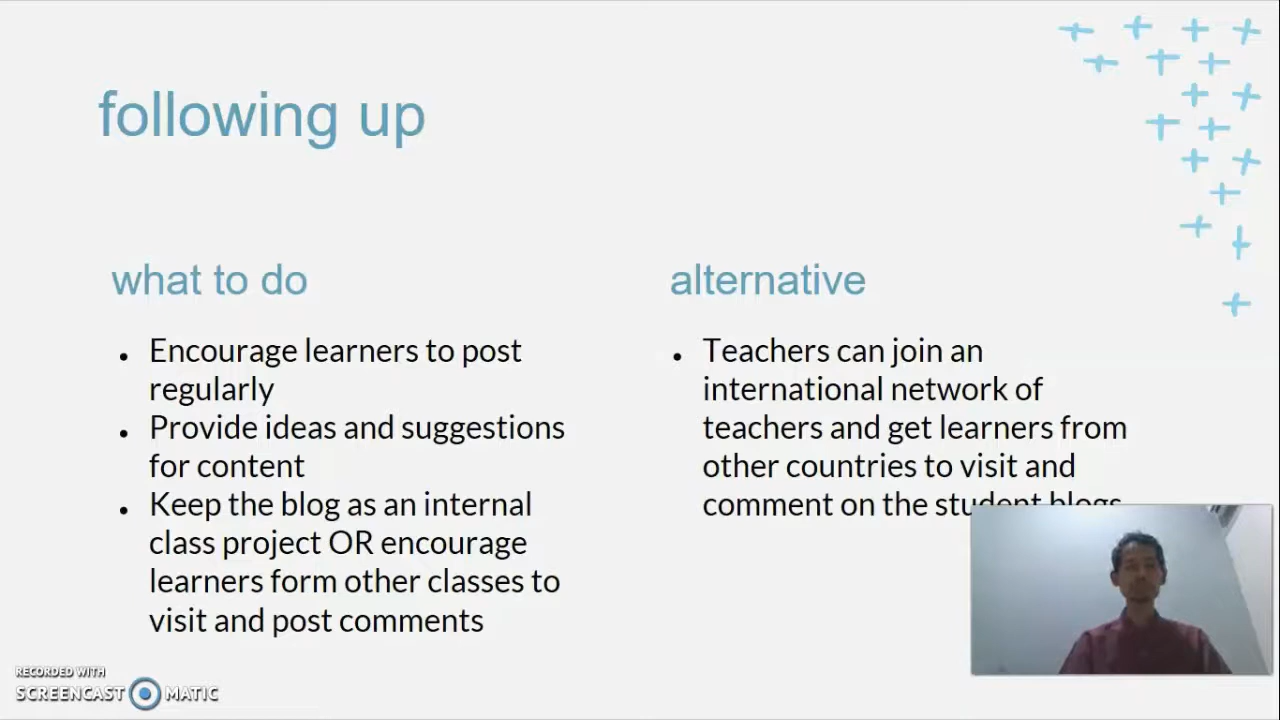 following up
what to do
Encourage learners to post
regularly
Provide ideas and suggestions
for content
Keep the blog as an internal
class project OR encourage
learners form other classes to
visit and post comments
alternative
Teachers can join an
international network of
teachers and get learners from
other countries to visit and
comment on the student blogs
RECORDED WITH
SCREENCAST MATIC